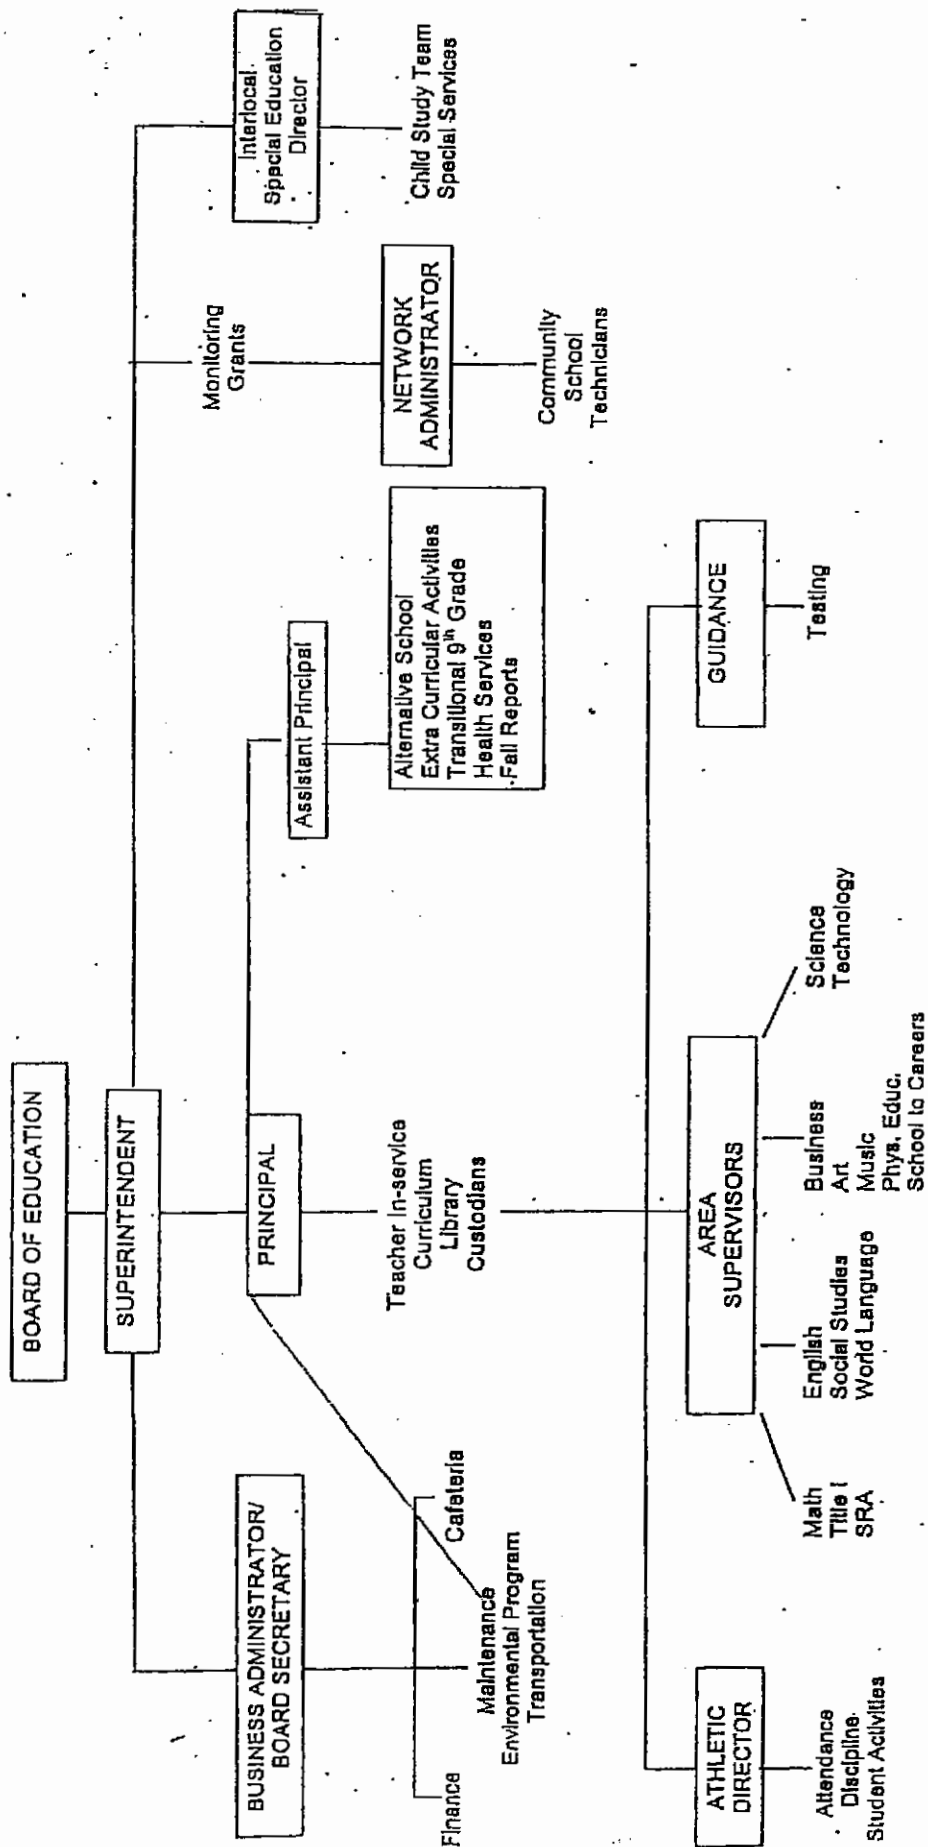 BOARD OF EDUCATION
SUPERINTENDENT
BUSINESS ADMINISTRATOR/
BOARD SECRETARY
Finance
Cafeteria
Maintenance
Environmental Program
Transportation
PRINCIPAL
Teacher In-service
Curriculum
Library
Custodians
Assistant Principal
Alternative School
Extra Curricular Activities
Transitional 9th Grade
Health Services
Fall Reports
Monitoring
Grants
NETWORK
ADMINISTRATOR
Community
School
Technicians
Interlocal
Special Education
Director
Child Study Team
Special Services
ATHLETIC
DIRECTOR
Attendance
Discipline
Student Activities
AREA
SUPERVISORS
Math
Title I
SRA
English
Social Studies
World Language
Business
Art
Music
Phys. Educ.
School to Careers
Science
Technology
GUIDANCE
Testing